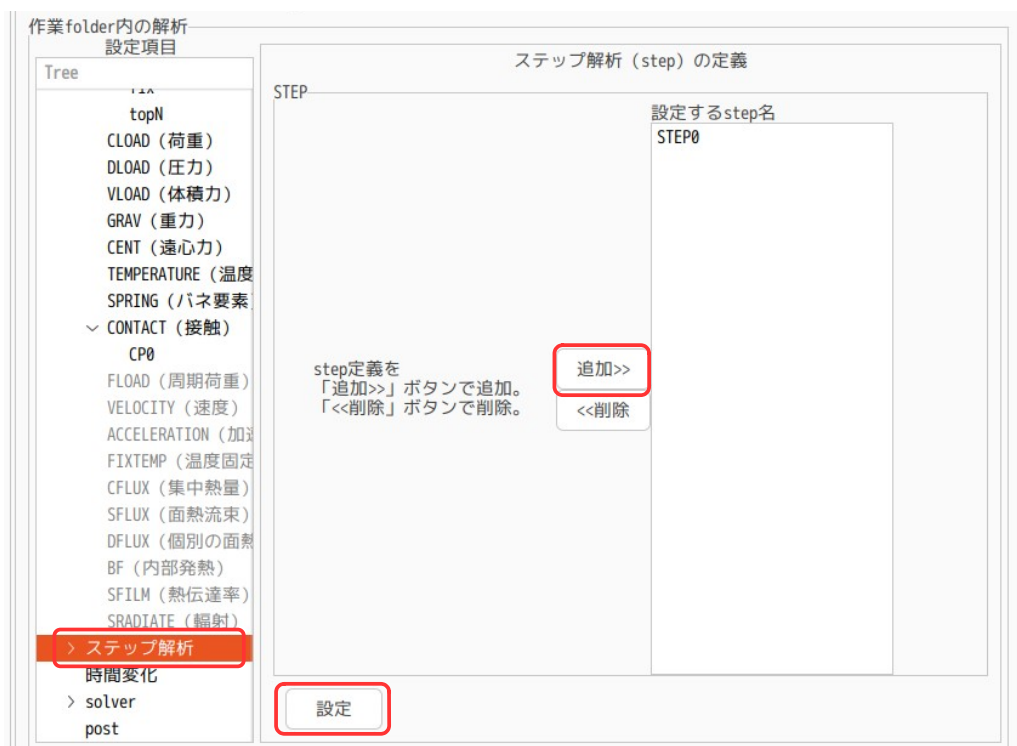 作業folder内の解析
設定項目
Tree
topN
CLOAD (荷重)
DLOAD (圧力)
VLOAD (体積力)
GRAV (重力)
CENT (遠心力)
TEMPERATURE (温度
SPRING (バネ要素
CONTACT (接触)
CP0
FLOAD (周期荷重)
VELOCITY (速度)
ACCELERATION (加速
FIXTEMP (温度固定
CFLUX (集中熱量)
SFLUX (面熱流束)
DFLUX (個別の面熱
BF (内部発熱)
SFILM (熱伝達率)
SRADIATE (輻射)
ステップ解析
時間変化
solver
post
ステップ解析 (step) の定義
STEP
設定するstep名
STEP0
step定義を
「追加>>」ボタンで追加。
「<<削除」ボタンで削除。
追加>>
<<削除
設定